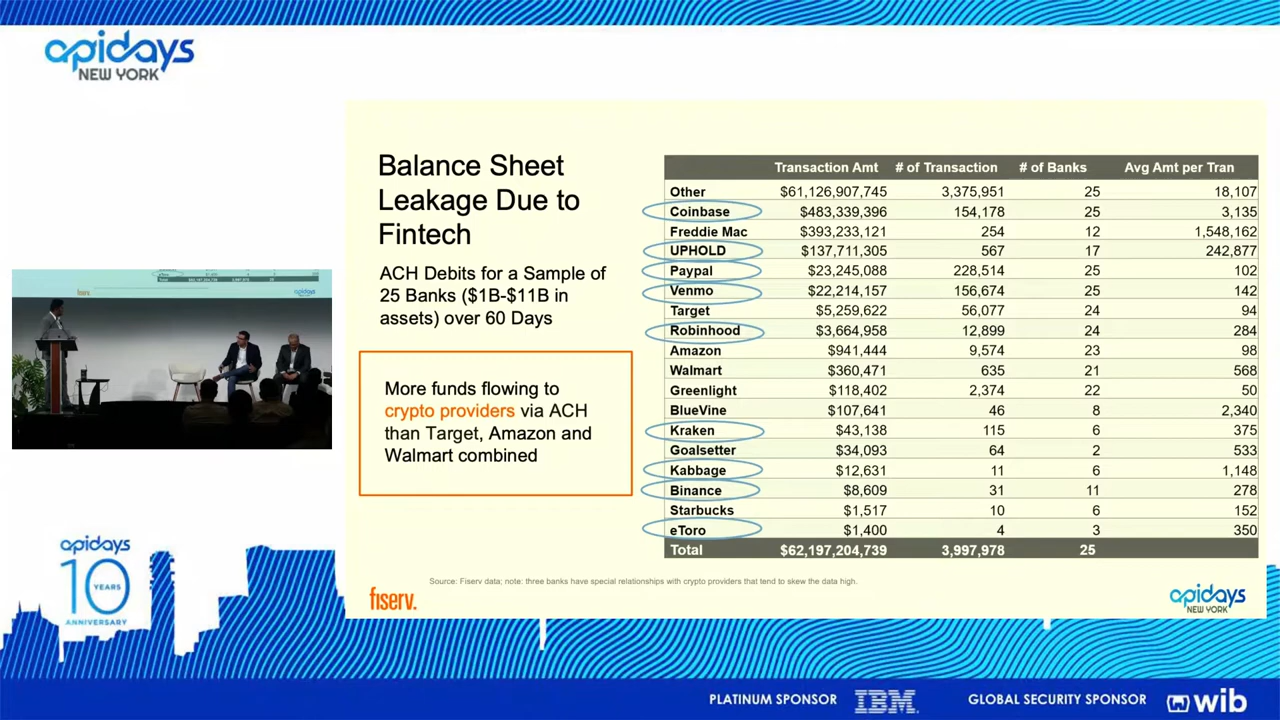 apidays
NEW YORK
Balance Sheet
Leakage Due to
Fintech
ACH Debits for a Sample of
25 Banks ($1B-$11B in
assets) over 60 Days
More funds flowing to
crypto providers via ACH
than Target, Amazon and
Walmart combined
Transaction Amt # of Transaction # of Banks Avg Amt per Tran
Other $61,126,907,745 3,375,951 25 18,107
Coinbase $483,339,396 154,178 25 3,135
Freddie Mac $393,233,121 254 12 1,548,162
UPHOLD $137,711,305 567 17 242,877
Paypal $23,245,088 228,514 25 102
Venmo $22,214,157 156,674 25 142
Target $5,259,622 56,077 24 94
Robinhood $3,664,958 12,899 24 284
Amazon $941,444 9,574 23 98
Walmart $360,471 635 21 568
Greenlight $118,402 2,374 22 50
BlueVine $107,641 46 8 2,340
Kraken $43,138 115 6 375
Goalsetter $34,093 64 2 533
Kabbage $12,631 11 6 1,148
Binance $8,609 31 11 278
Starbucks $1,517 10 6 152
eToro $1,400 4 3 350
Total $62,197,204,739 3,997,978 25
Source: Fiserv data; note: three banks have special relationships with crypto providers that tend to skew the data high.
fiserv.
apidays
NEW YORK
apidays
10
YEARS
ANNIVERSARY
PLATINUM SPONSOR IBM GLOBAL SECURITY SPONSOR wib